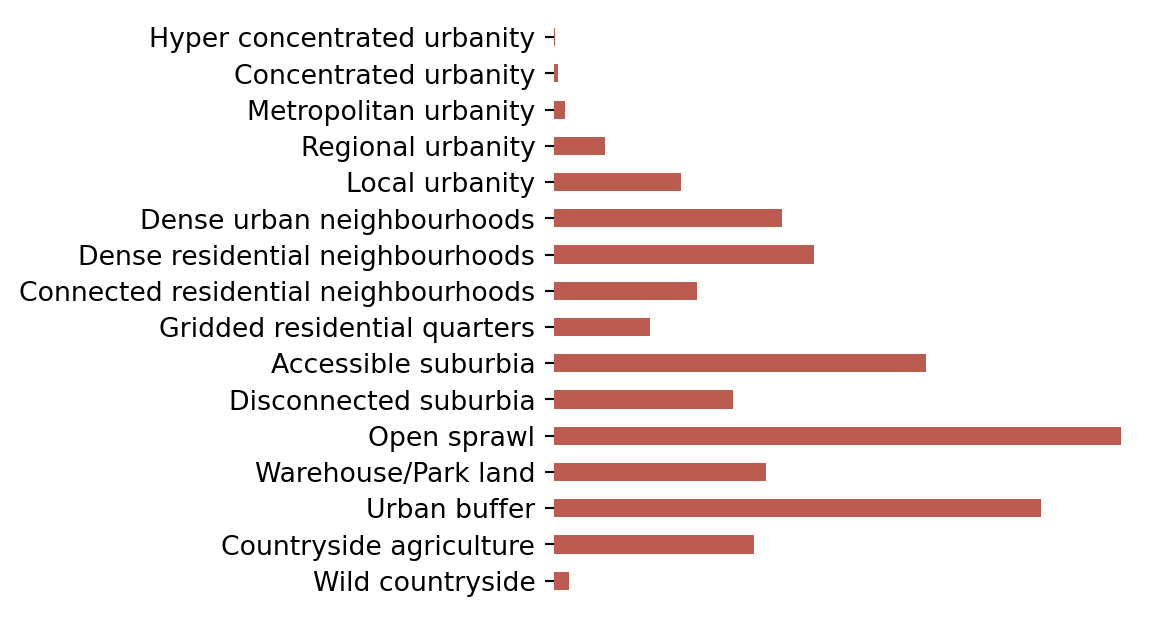 Hyper concentrated urbanity
Concentrated urbanity
Metropolitan urbanity
Regional urbanity
Local urbanity
Dense urban neighbourhoods
Dense residential neighbourhoods
Connected residential neighbourhoods
Gridded residential quarters
Accessible suburbia
Disconnected suburbia
Open sprawl
Warehouse/Park land
Urban buffer
Countryside agriculture
Wild countryside